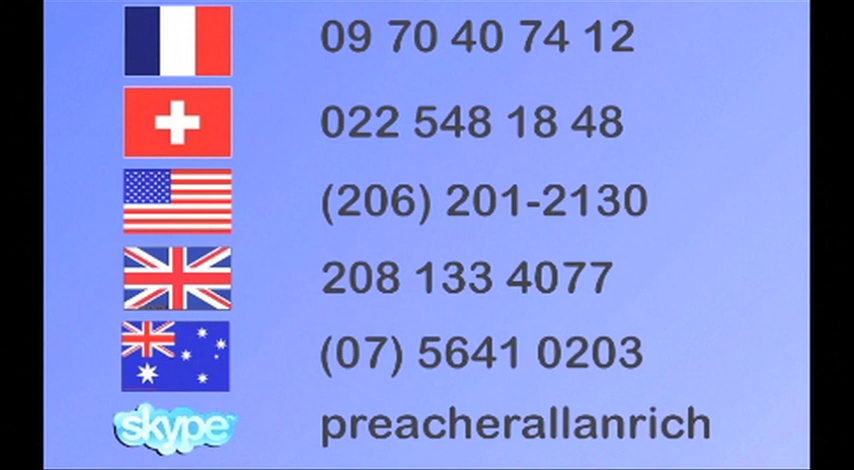 09 70 40 74 12
022 548 18 48
(206) 201-2130
208 133 4077
(07) 5641 0203
skype preacherallanrich